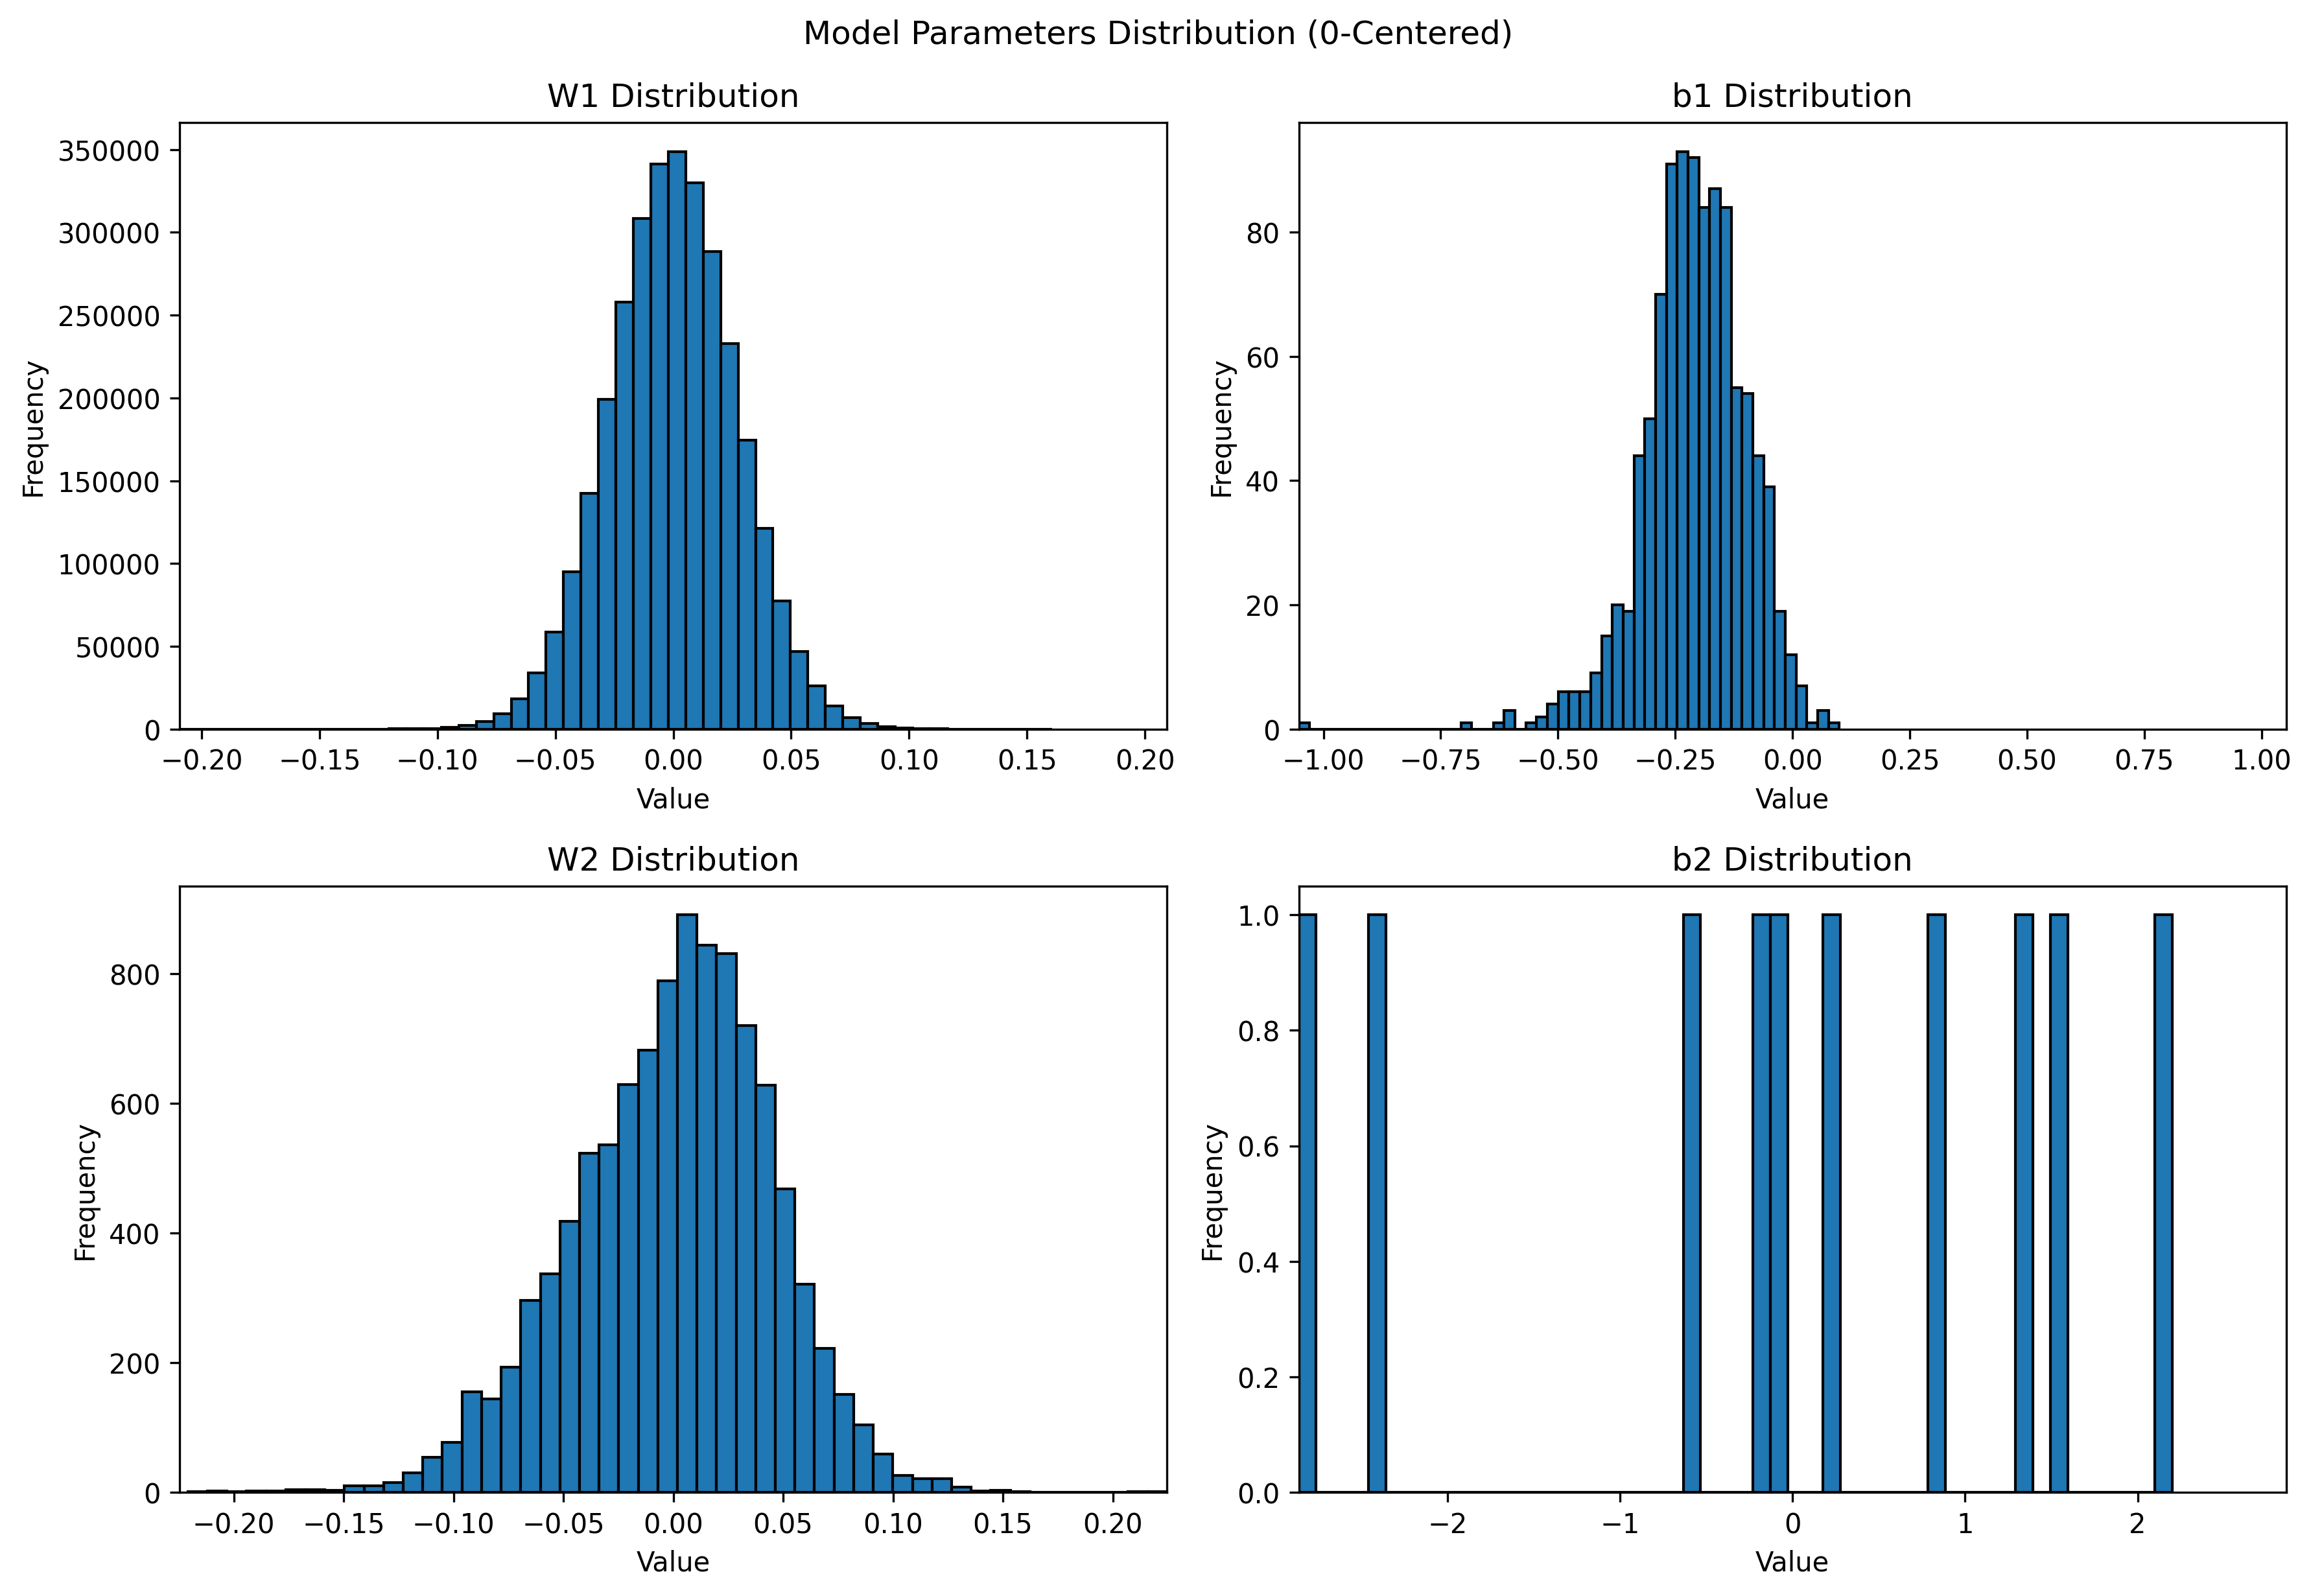 Model Parameters Distribution (0-Centered)
W1 Distribution
350000
300000
250000
200000
150000
100000
50000
0
Frequency
−0.20 −0.15 −0.10 −0.05 0.00 0.05 0.10 0.15 0.20
Value
b1 Distribution
80
60
40
20
0
Frequency
−1.00 −0.75 −0.50 −0.25 0.00 0.25 0.50 0.75 1.00
Value
W2 Distribution
800
600
400
200
0
Frequency
−0.20 −0.15 −0.10 −0.05 0.00 0.05 0.10 0.15 0.20
Value
b2 Distribution
1.0
0.8
0.6
0.4
0.2
0.0
Frequency
−2 −1 0 1 2
Value